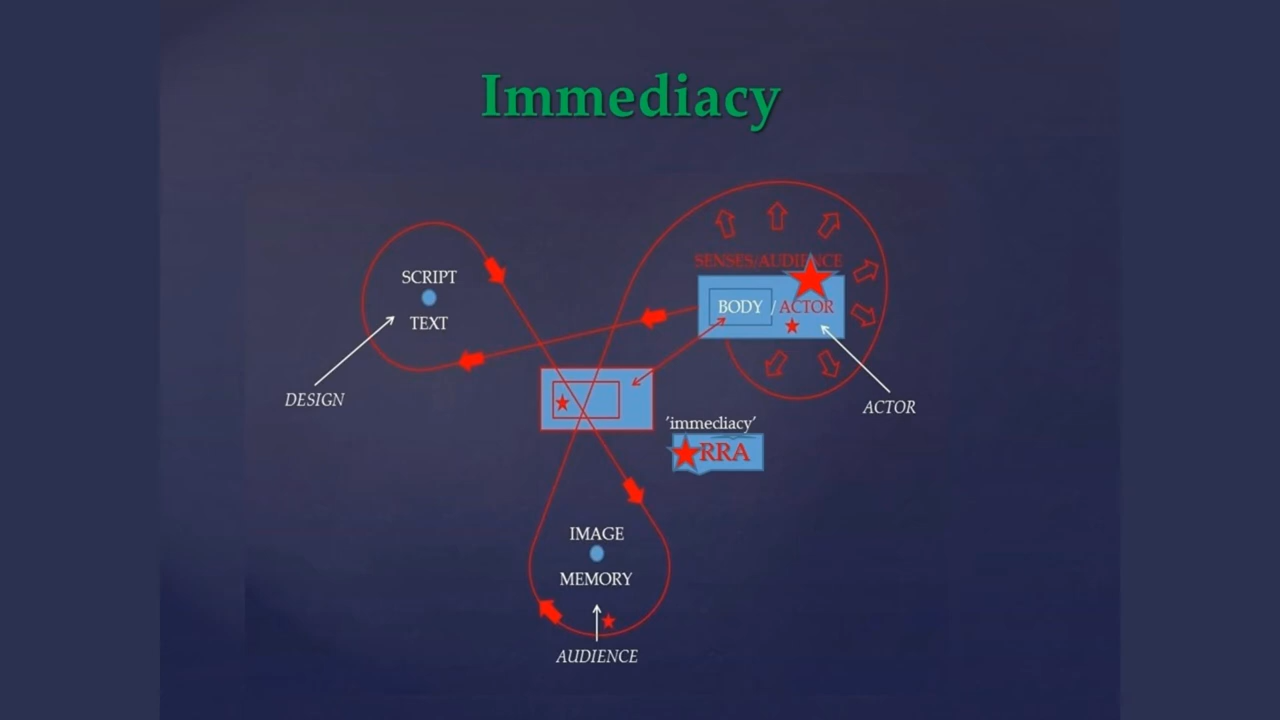 Immediacy
SCRIPT
TEXT
DESIGN
SENSES/AUDIENCE
BODY / ACTOR
ACTOR
'immediacy'
RRA
IMAGE
MEMORY
AUDIENCE